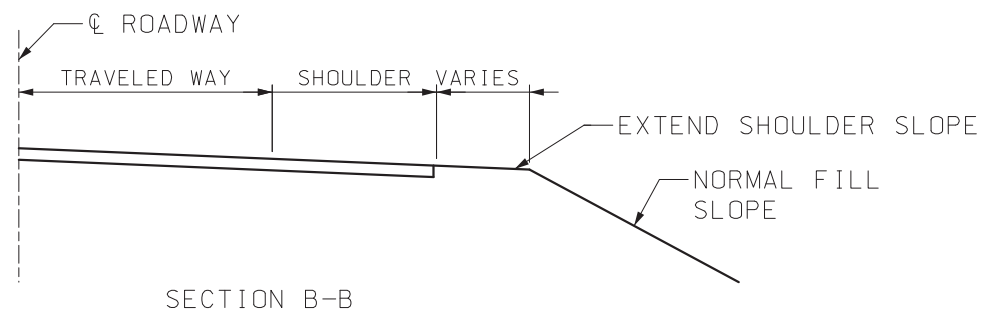 ℄ ROADWAY
TRAVELED WAY
SHOULDER
VARIES
EXTEND SHOULDER SLOPE
NORMAL FILL
SLOPE
SECTION B-B